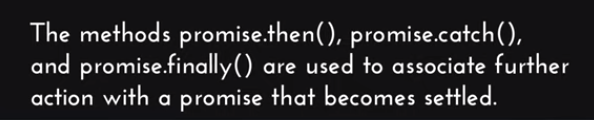 The methods promise.then(), promise.catch(),
and promise.finally() are used to associate further
action with a promise that becomes settled.